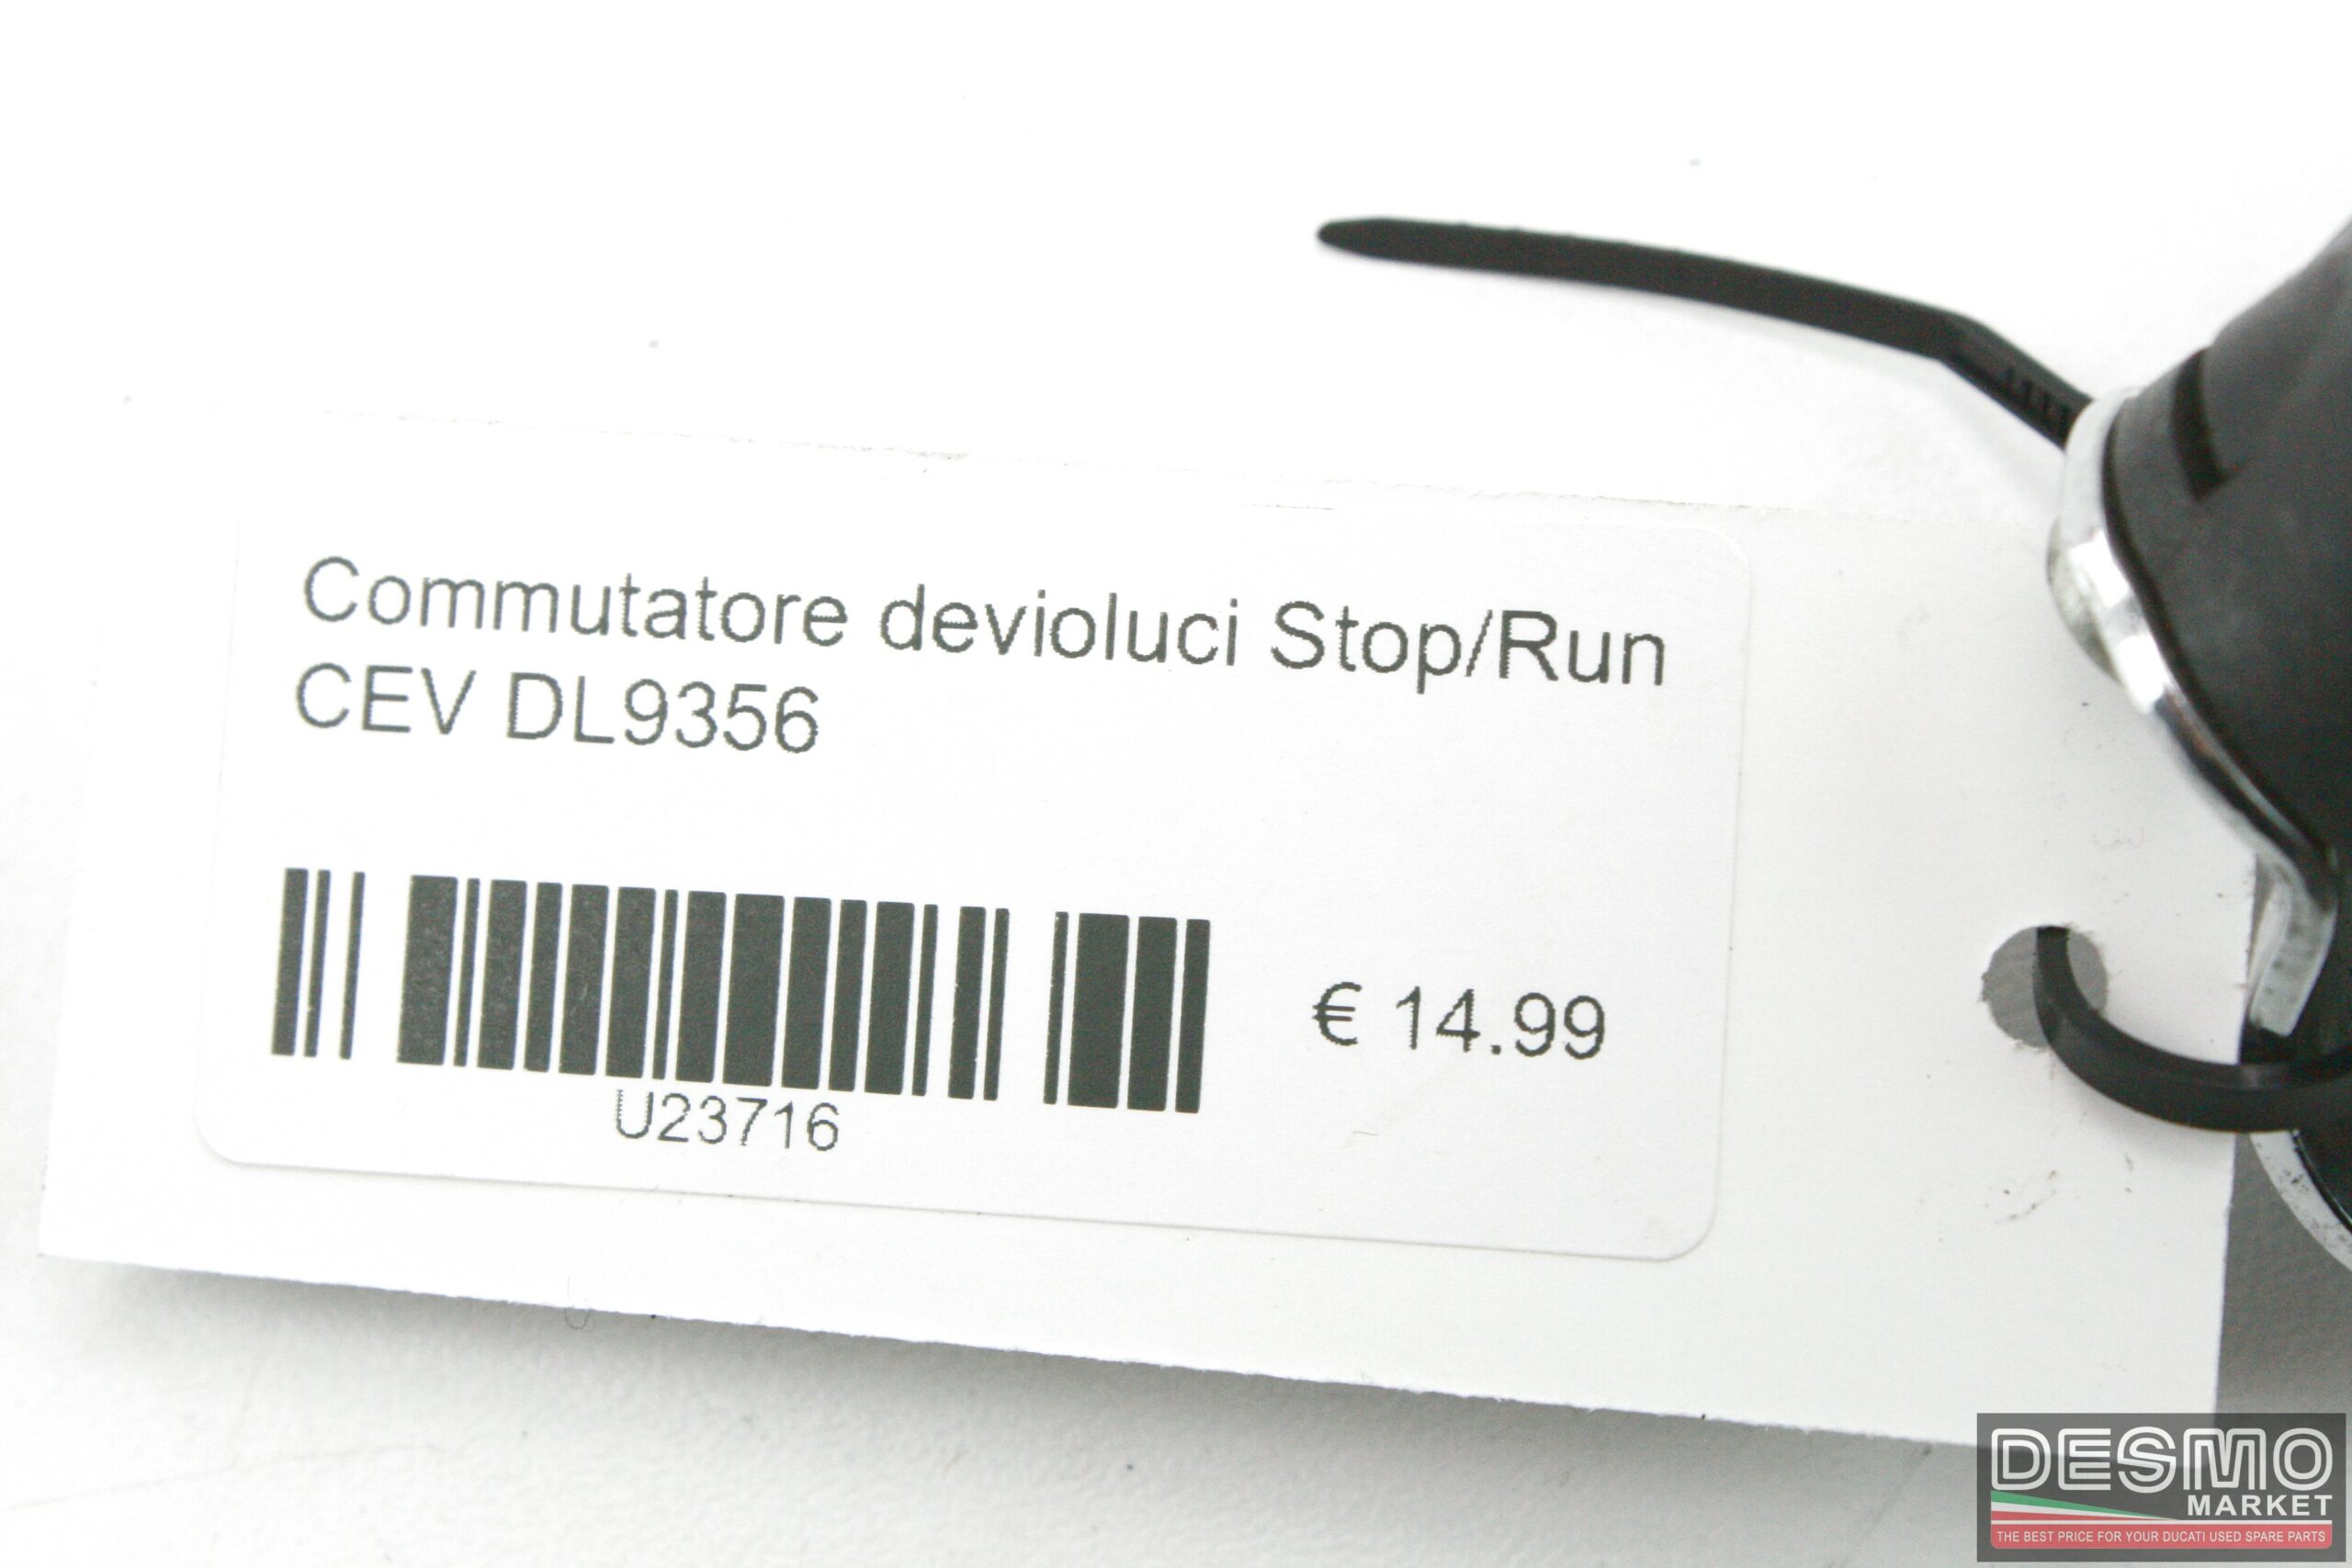 Commutatore devioluci Stop/Run
CEV DL9356
€ 14.99
U23716
DESMO
MARKET
THE BEST PRICE FOR YOUR DUCATI USED SPARE PARTS